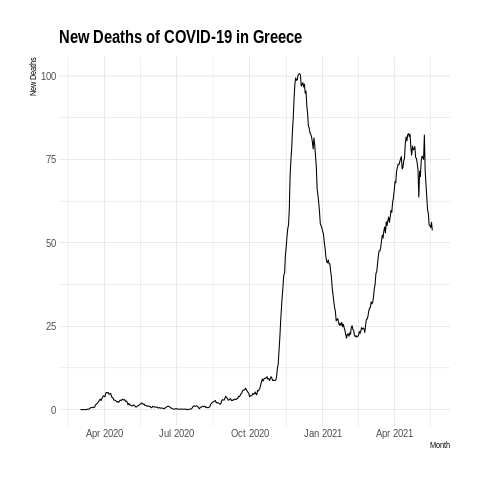 New Deaths of COVID-19 in Greece
New Deaths
100
75
50
25
0
Apr 2020 Jul 2020 Oct 2020 Jan 2021 Apr 2021
Month